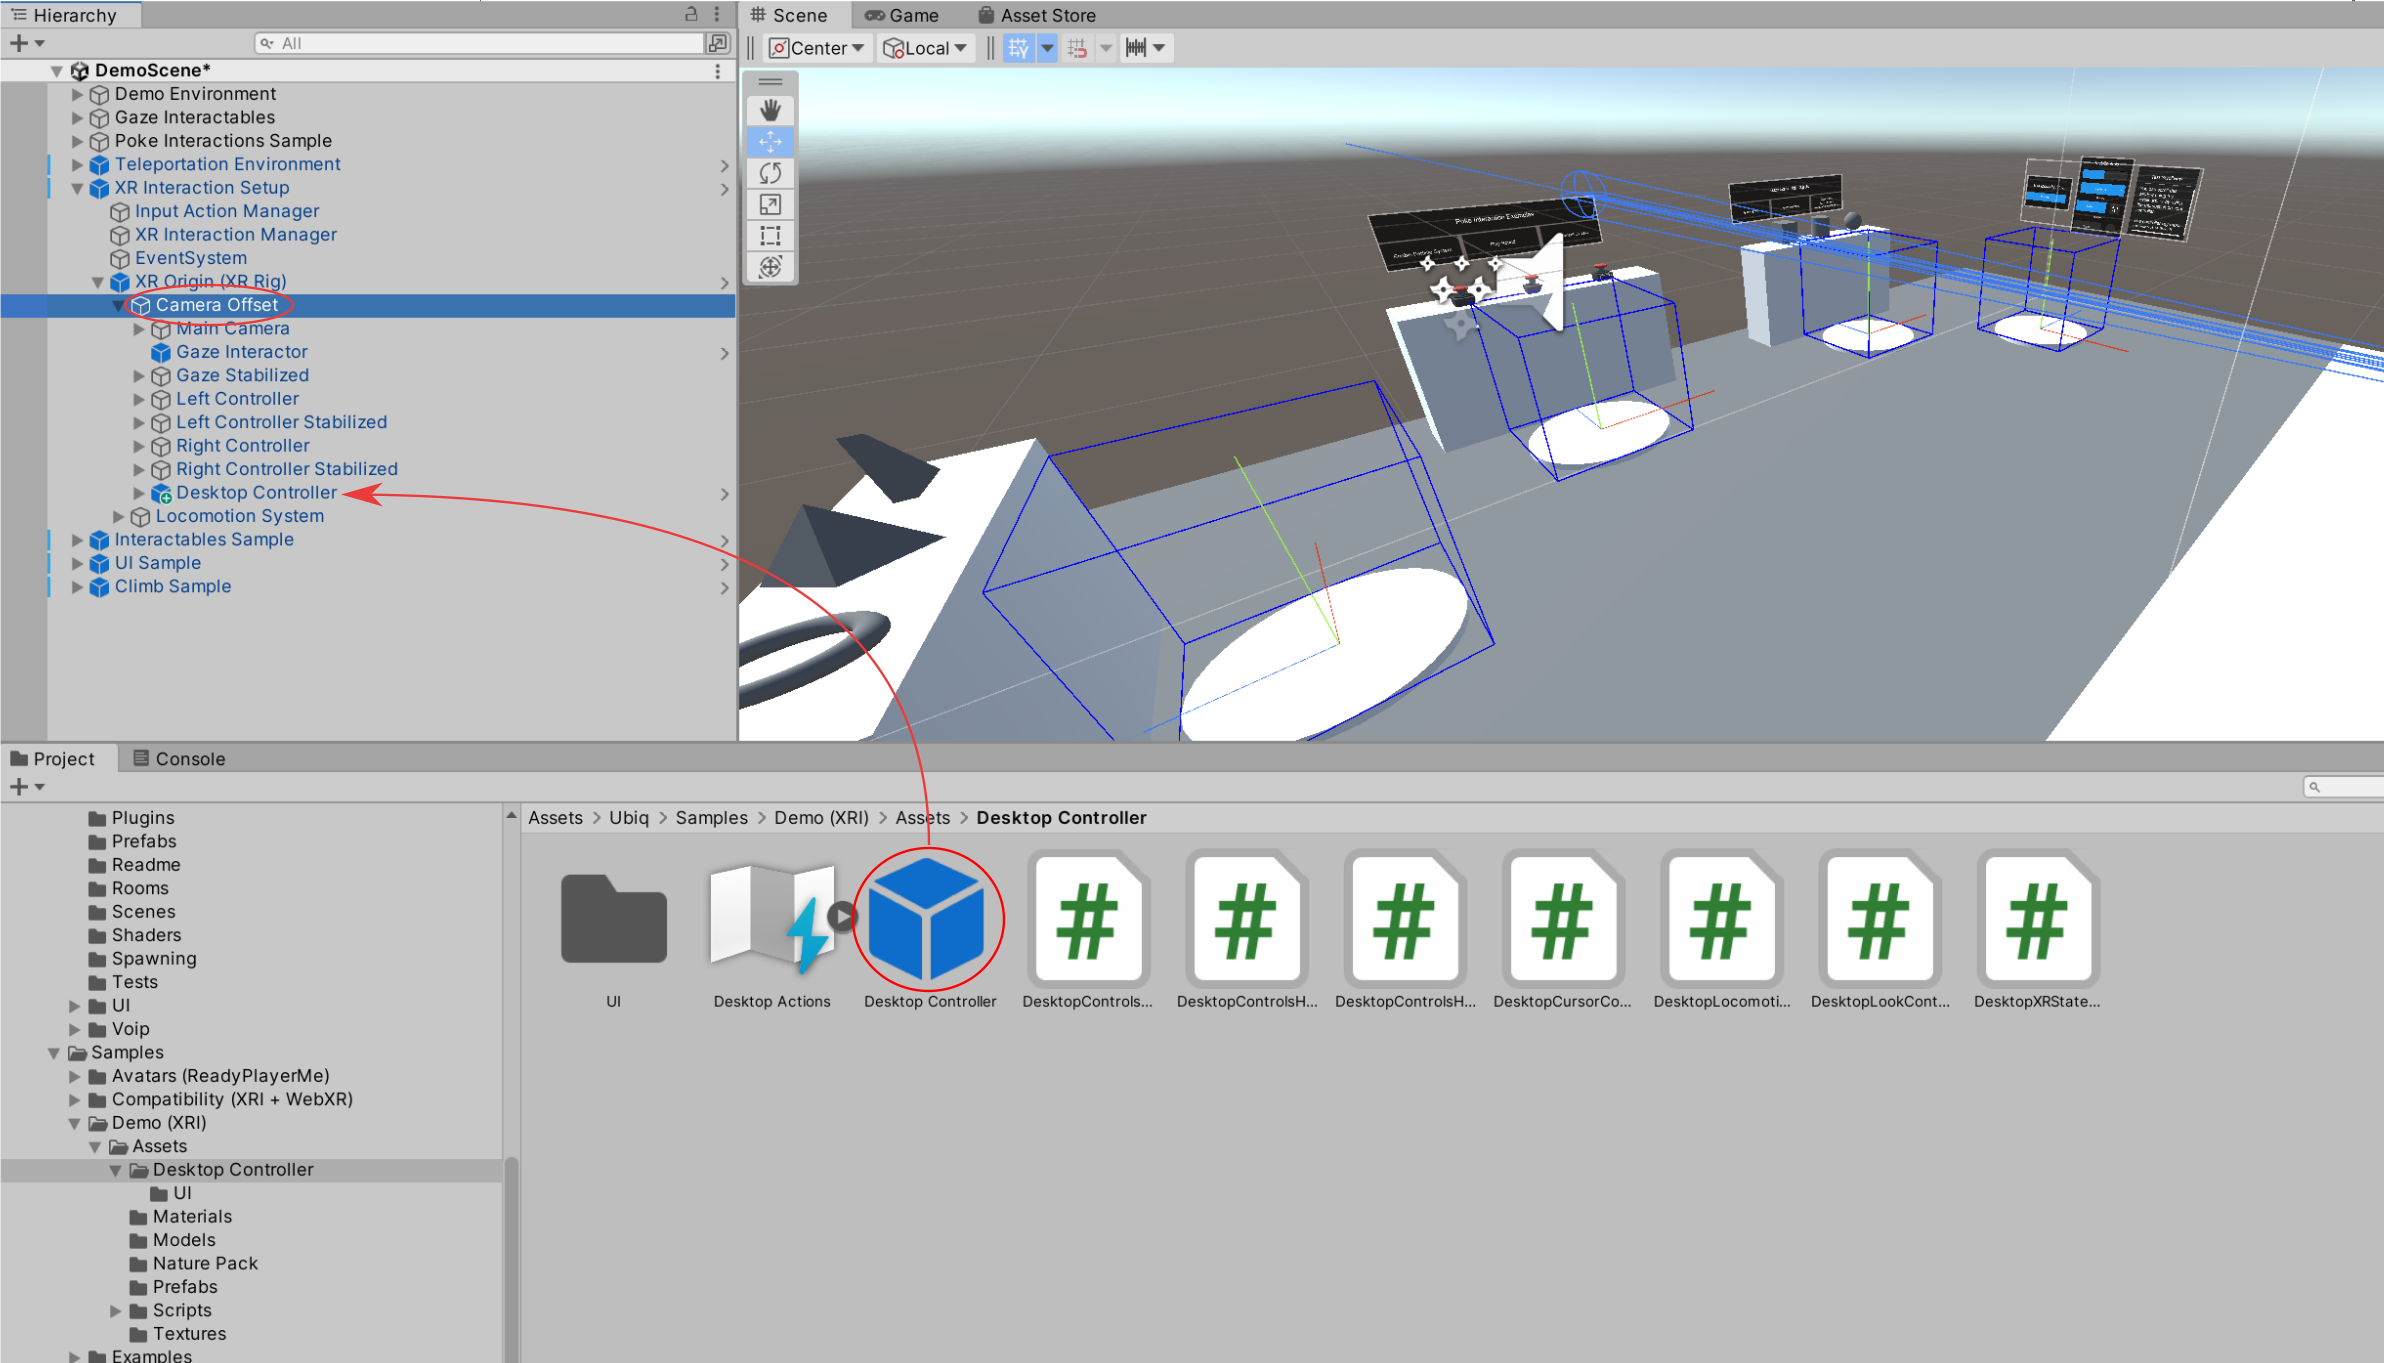 Hierarchy
All
DemoScene*
Demo Environment
Gaze Interactables
Poke Interactions Sample
Teleportation Environment
XR Interaction Setup
Input Action Manager
XR Interaction Manager
EventSystem
XR Origin (XR Rig)
Camera Offset
Main Camera
Gaze Interactor
Gaze Stabilized
Left Controller
Left Controller Stabilized
Right Controller
Right Controller Stabilized
Desktop Controller
Locomotion System
Interactables Sample
UI Sample
Climb Sample
Scene Game Asset Store
Center Local
Poke Interaction Examples
Project Console
Plugins
Prefabs
Readme
Rooms
Scenes
Shaders
Spawning
Tests
UI
Voip
Samples
Avatars (ReadyPlayerMe)
Compatibility (XRI + WebXR)
Demo (XRI)
Assets
Desktop Controller
UI
Materials
Models
Nature Pack
Prefabs
Scripts
Textures
Examples
Assets > Ubiq > Samples > Demo (XRI) > Assets > Desktop Controller
UI
Desktop Actions
Desktop Controller
DesktopControls...
DesktopControlsH...
DesktopControlsH...
DesktopCursorCo...
DesktopLocomoti...
DesktopLookCont...
DesktopXRState...